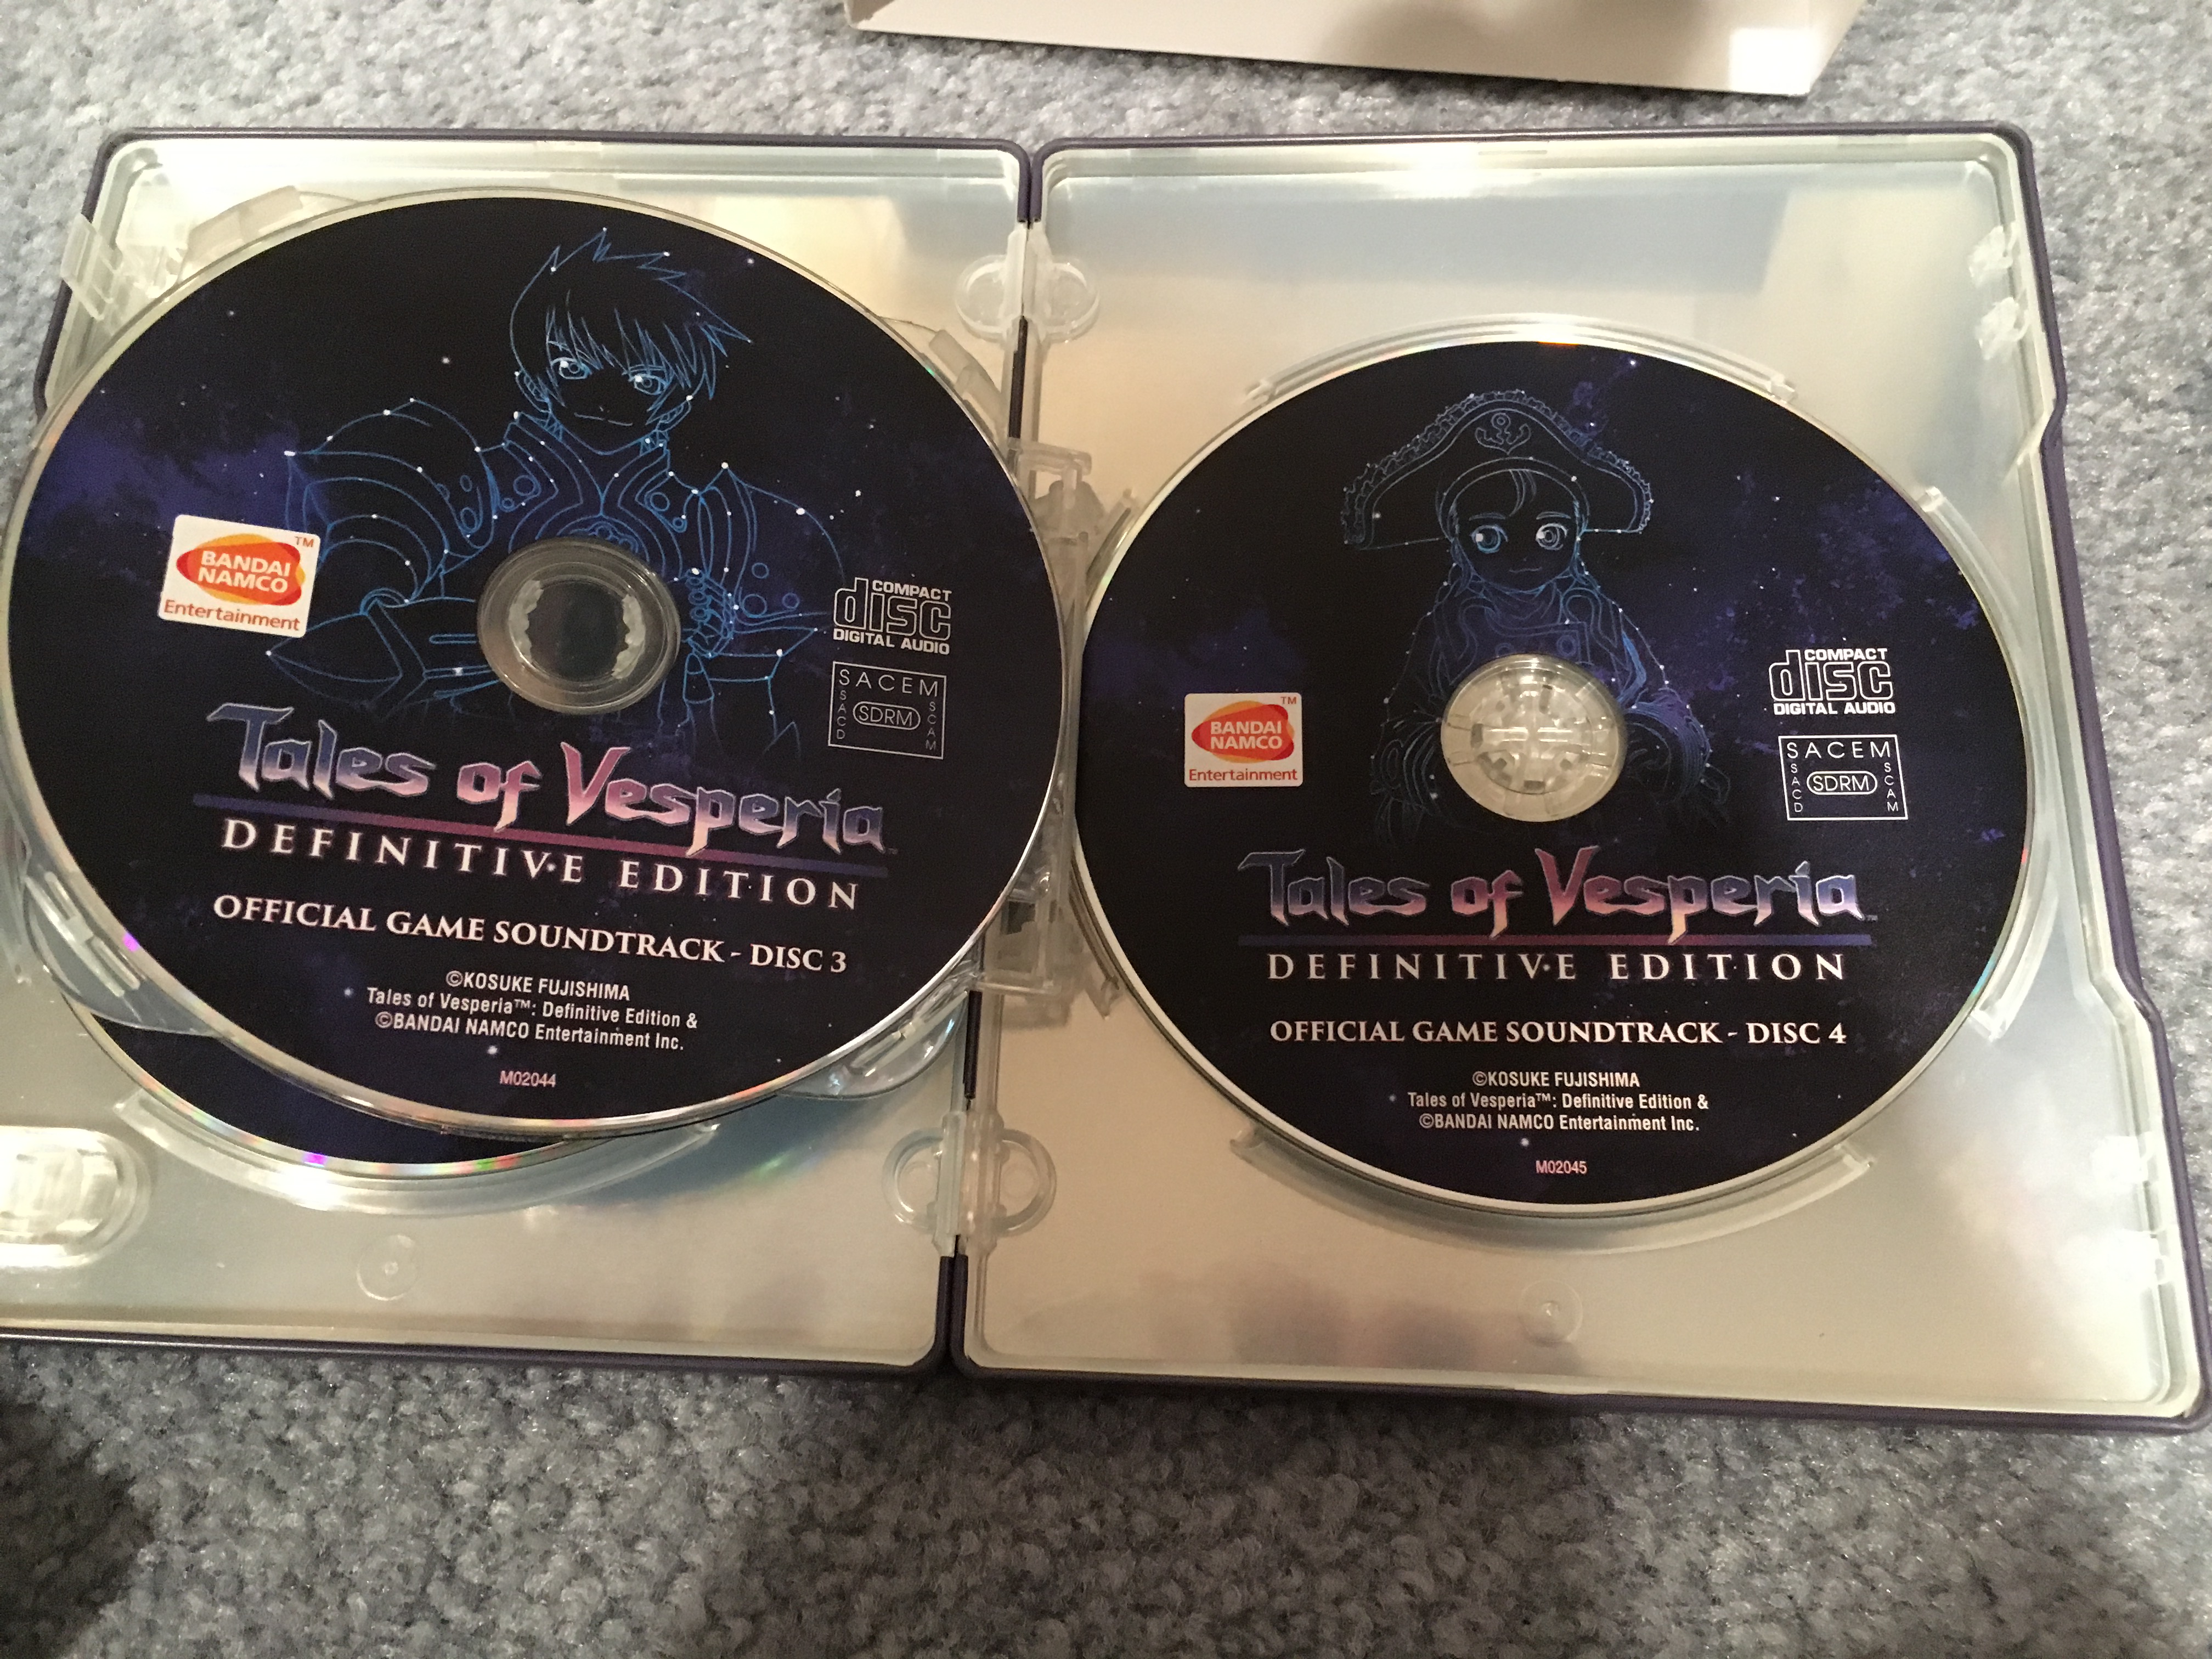 BANDAI
NAMCO
Entertainment
TM
COMPACT
disc
DIGITAL AUDIO
SACEM
SACD
SDRM
SCAM
Tales of Vesperia
DEFINITIVE EDITION
OFFICIAL GAME SOUNDTRACK - DISC 3
©KOSUKE FUJISHIMA
Tales of Vesperia™: Definitive Edition &
©BANDAI NAMCO Entertainment Inc.
M02044
BANDAI
NAMCO
Entertainment
TM
COMPACT
disc
DIGITAL AUDIO
SACEM
SACD
SDRM
SCAM
Tales of Vesperia™
DEFINITIVE EDITION
OFFICIAL GAME SOUNDTRACK - DISC 4
©KOSUKE FUJISHIMA
Tales of Vesperia™: Definitive Edition &
©BANDAI NAMCO Entertainment Inc.
M02045